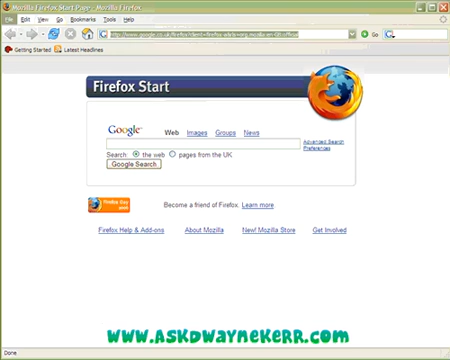 Mozilla Firefox Start Page - Mozilla Firefox
File Edit View Go Bookmarks Tools Help
Go
Getting Started Latest Headlines
Firefox Start
Google
Web Images Groups News
Advanced Search
Preferences
Search: the web pages from the UK
Google Search
Become a friend of Firefox. Learn more
Firefox Help & Add-ons About Mozilla New! Mozilla Store Get Involved
www.askdwaynekerr.com
Done